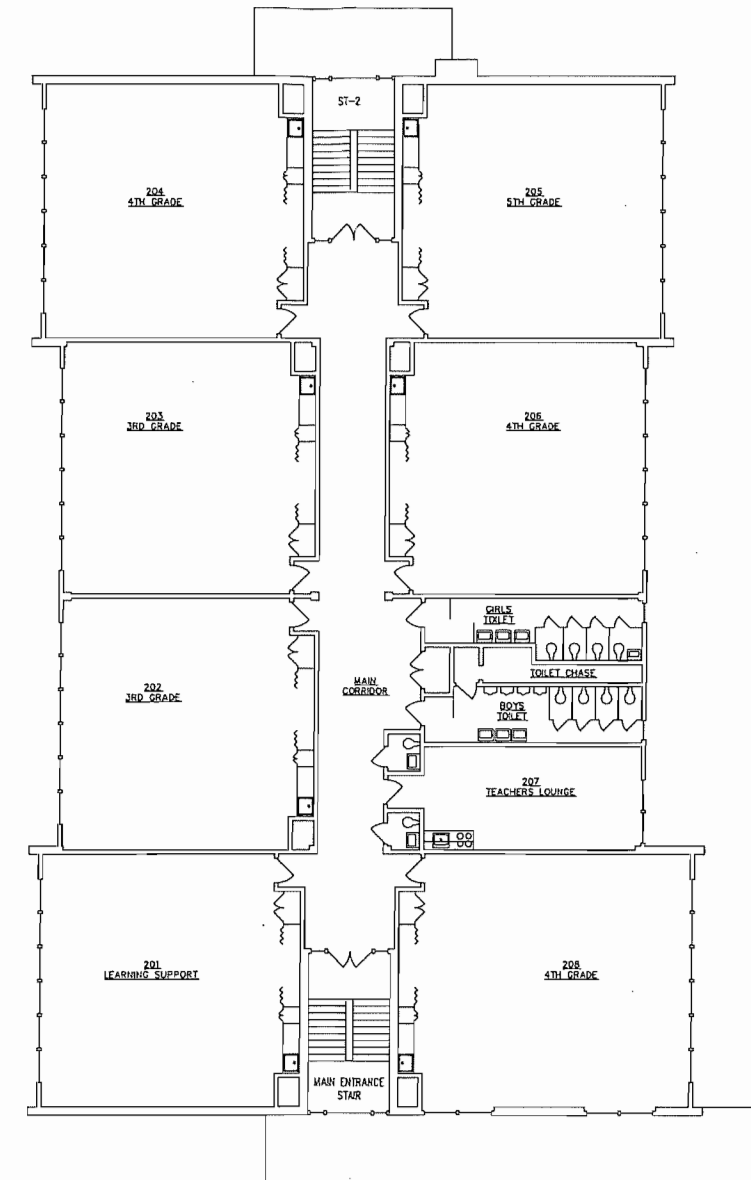 ST-2
204
4TH GRADE
205
5TH GRADE
203
3RD GRADE
206
4TH GRADE
GIRLS
TOILET
TOILET CHASE
202
3RD GRADE
MAIN
CORRIDOR
BOYS
TOILET
207
TEACHERS LOUNGE
201
LEARNING SUPPORT
208
4TH GRADE
MAIN ENTRANCE
STAIR